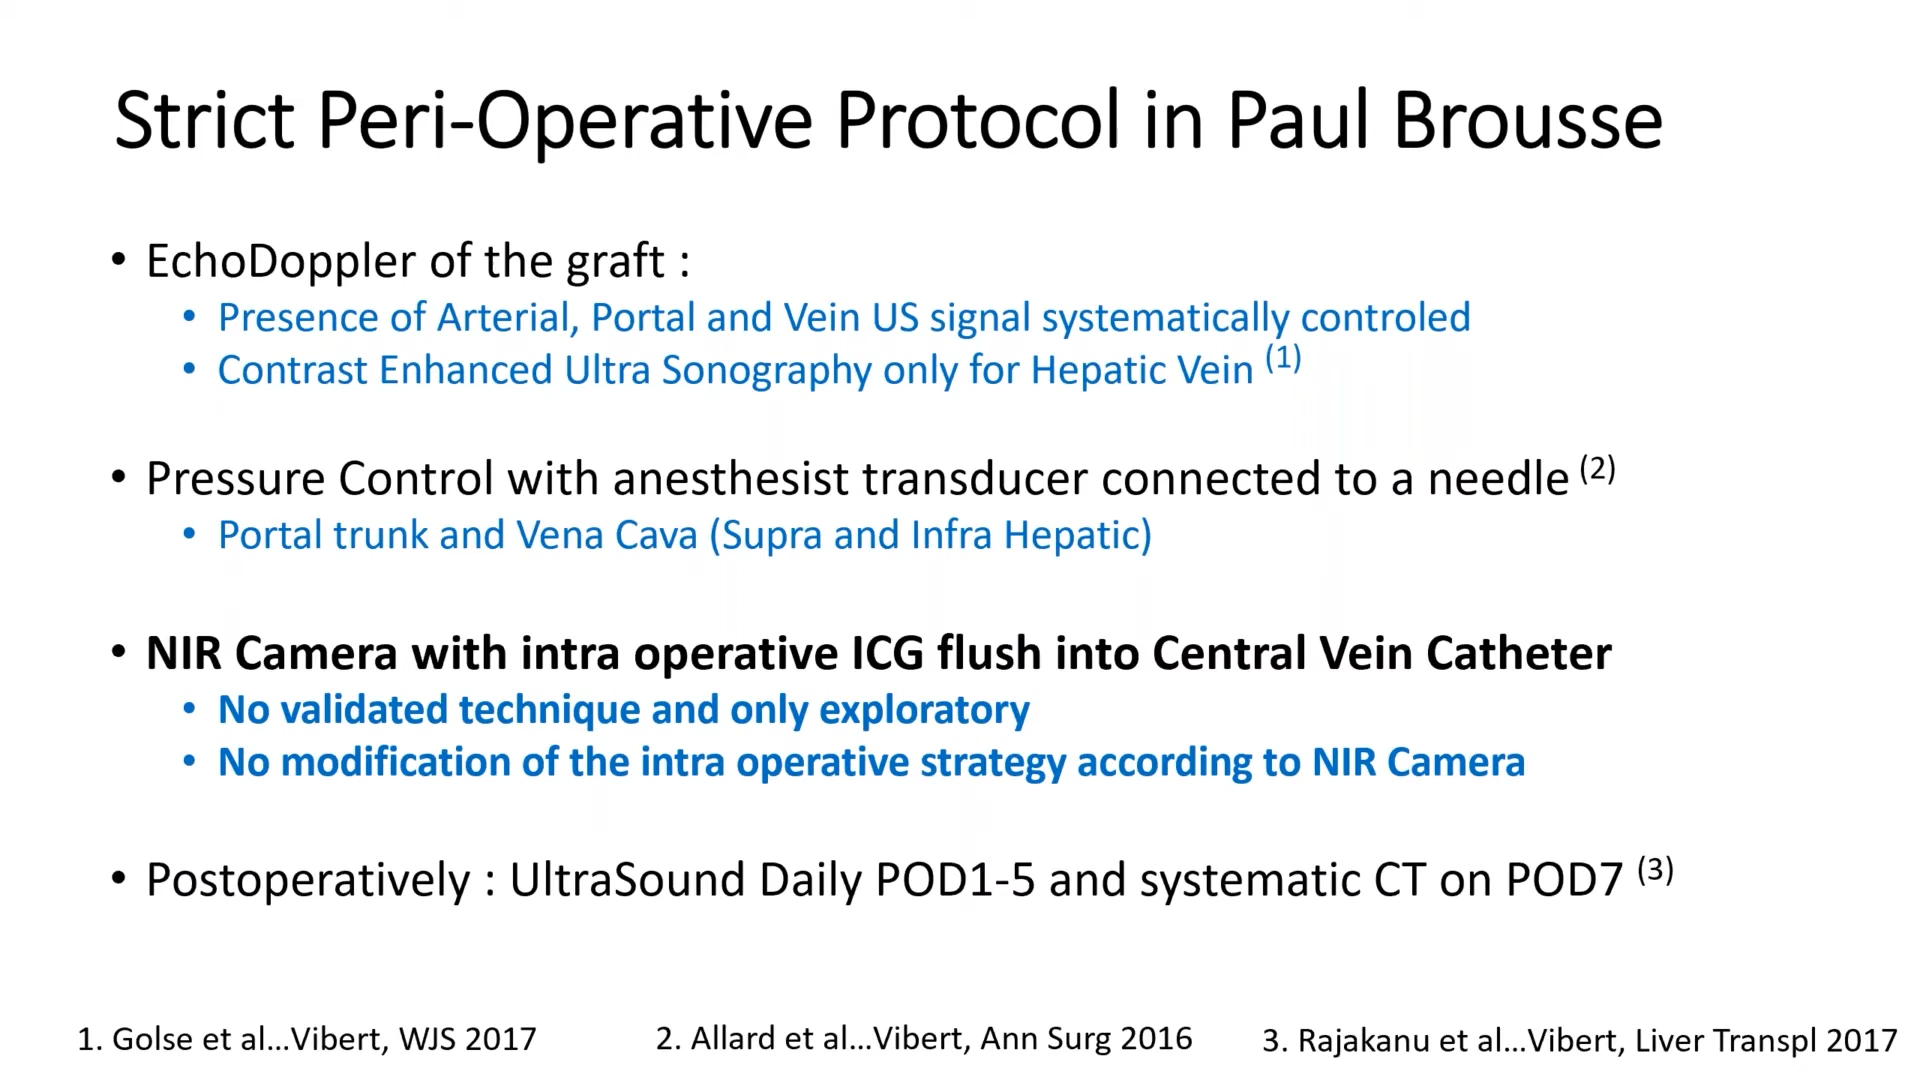 Strict Peri-Operative Protocol in Paul Brousse
• EchoDoppler of the graft :
• Presence of Arterial, Portal and Vein US signal systematically controled
• Contrast Enhanced Ultra Sonography only for Hepatic Vein (1)
• Pressure Control with anesthesist transducer connected to a needle (2)
• Portal trunk and Vena Cava (Supra and Infra Hepatic)
• NIR Camera with intra operative ICG flush into Central Vein Catheter
• No validated technique and only exploratory
• No modification of the intra operative strategy according to NIR Camera
• Postoperatively : UltraSound Daily POD1-5 and systematic CT on POD7 (3)
1. Golse et al...Vibert, WJS 2017
2. Allard et al...Vibert, Ann Surg 2016
3. Rajakanu et al...Vibert, Liver Transpl 2017